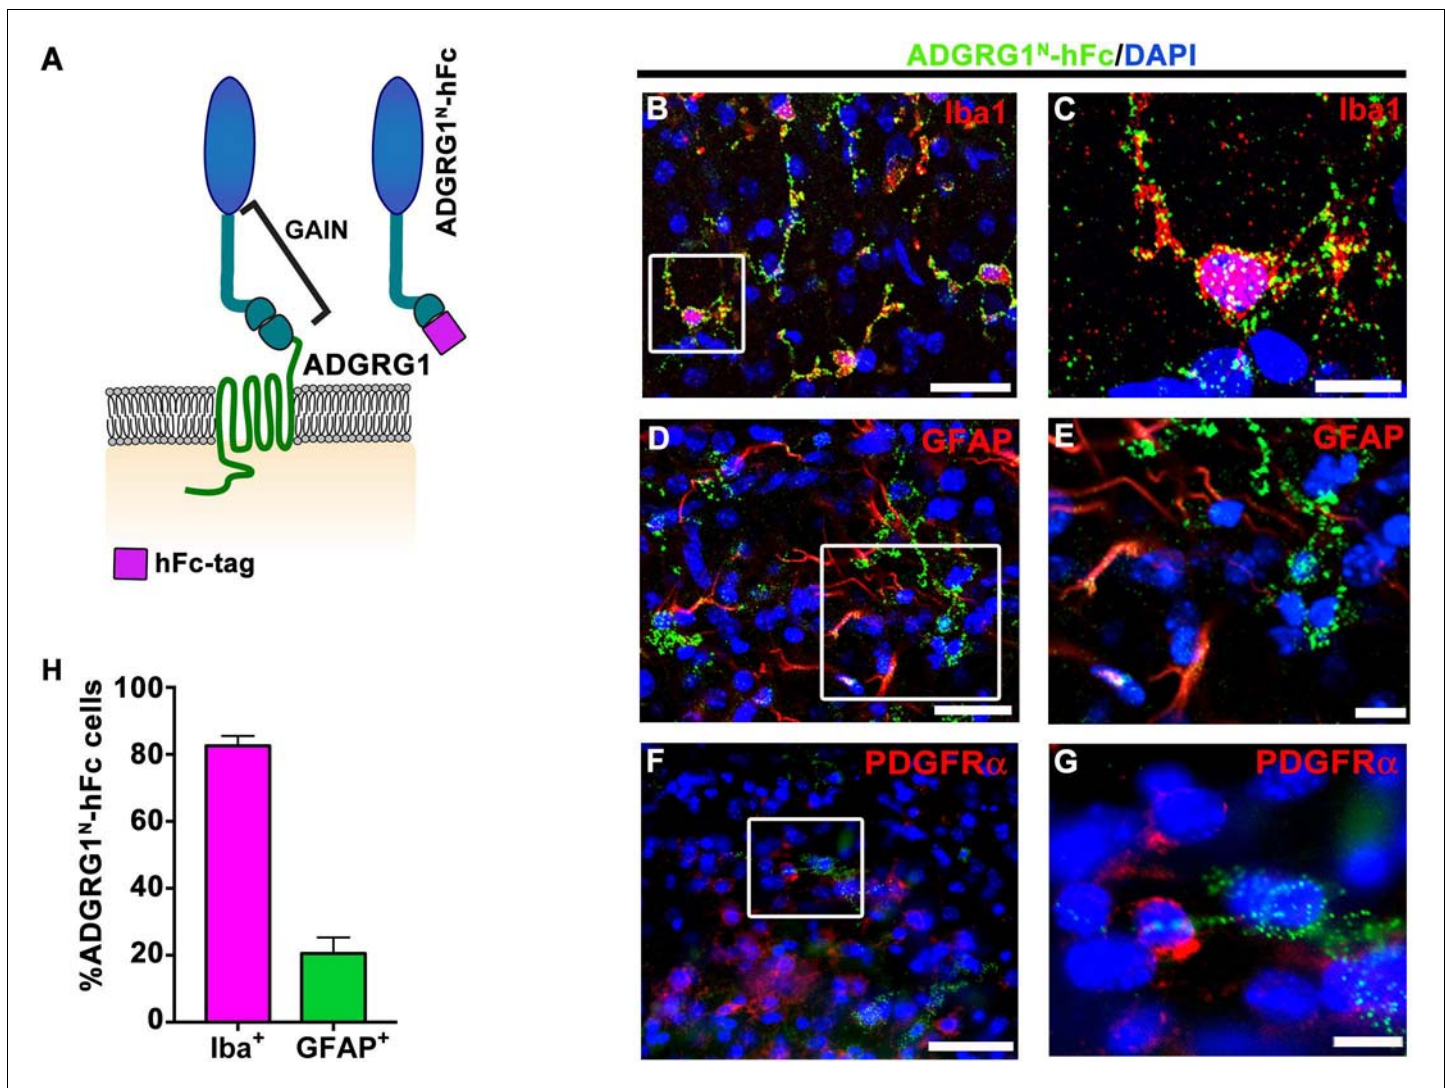 A
GAIN
ADGRG1ᴺ-hFc
ADGRG1
hFc-tag
ADGRG1ᴺ-hFc/DAPI
B
Iba1
C
Iba1
D
GFAP
E
GFAP
F
PDGFRα
G
PDGFRα
H
%ADGRG1ᴺ-hFc cells
100
80
60
40
20
0
Iba⁺
GFAP⁺